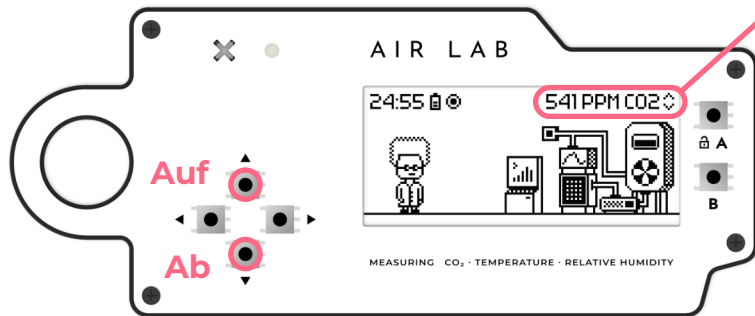 AIR LAB
24:55 541 PPM CO2
Auf
A
Ab
B
MEASURING CO₂ · TEMPERATURE · RELATIVE HUMIDITY